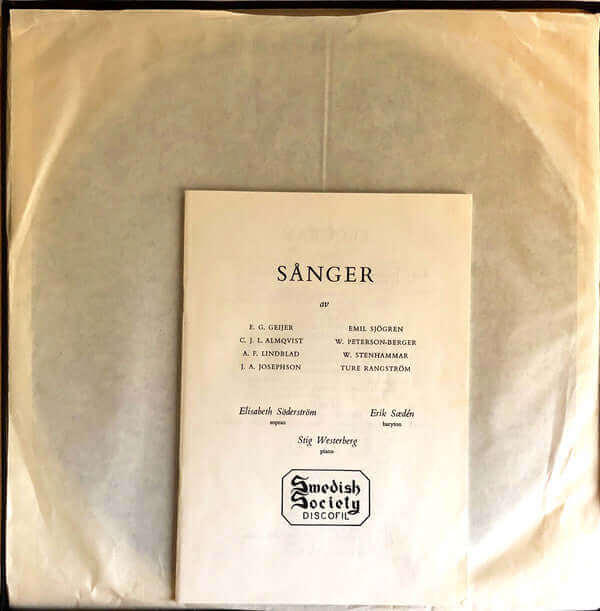 SÅNGER
av
E. G. GEIJER
C. J. L. ALMQVIST
A. F. LINDBLAD
J. A. JOSEPHSON
EMIL SJÖGREN
W. PETERSON-BERGER
W. STENHAMMAR
TURE RANGSTRÖM
Elisabeth Söderström
sopran
Erik Sædén
baryton
Stig Westerberg
piano
Swedish
Society
DISCOFIL